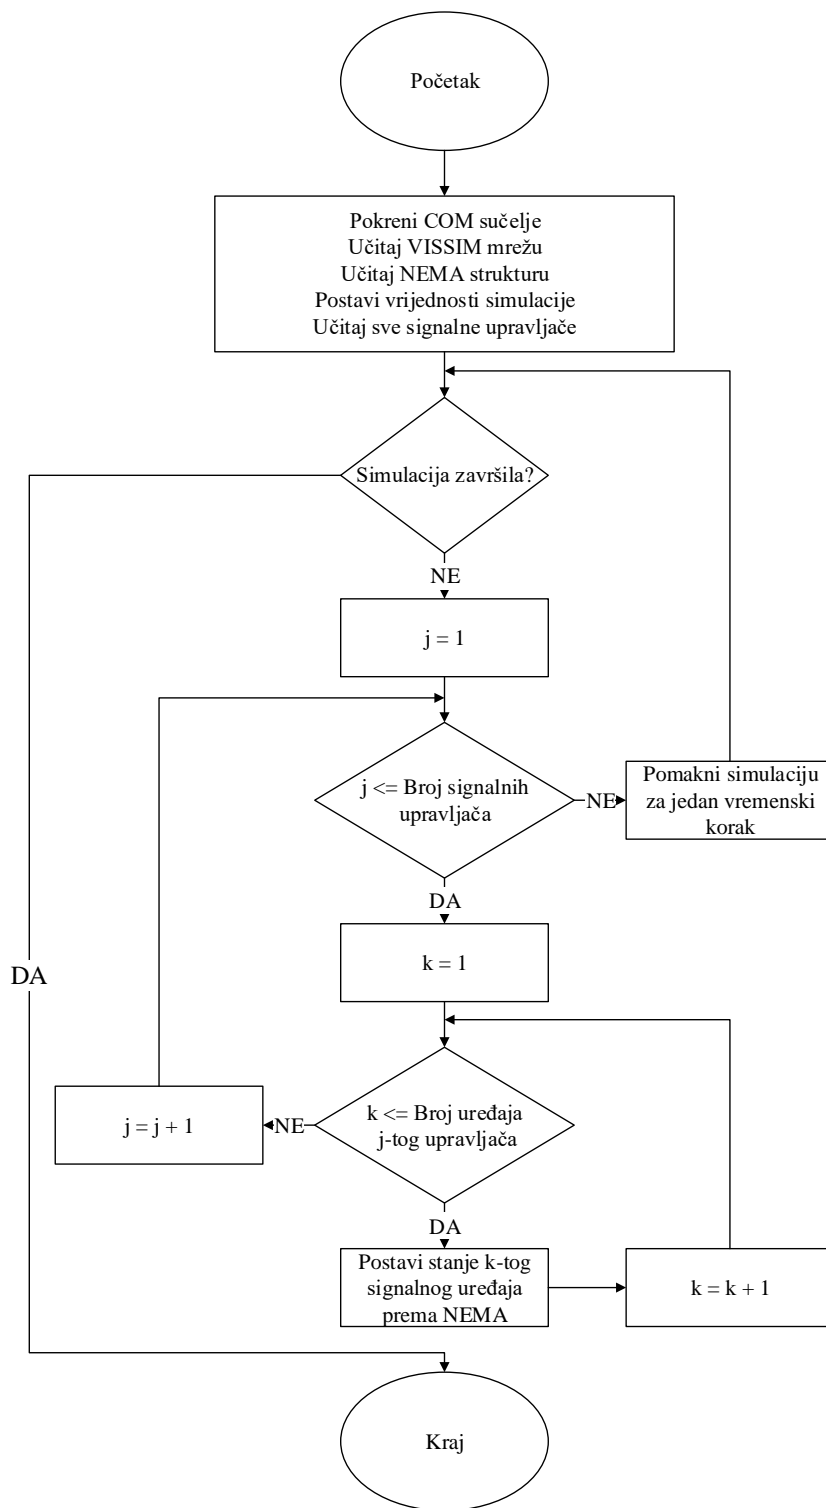 Početak
Pokreni COM sučelje
Učitaj VISSIM mrežu
Učitaj NEMA strukturu
Postavi vrijednosti simulacije
Učitaj sve signalne upravljače
Simulacija završila?
NE
j = 1
j <= Broj signalnih
upravljača
NE
Pomakni simulaciju
za jedan vremenski
korak
DA
k = 1
DA
k <= Broj uređaja
j-tog upravljača
NE
j = j + 1
DA
Postavi stanje k-tog
signalnog uređaja
prema NEMA
k = k + 1
Kraj